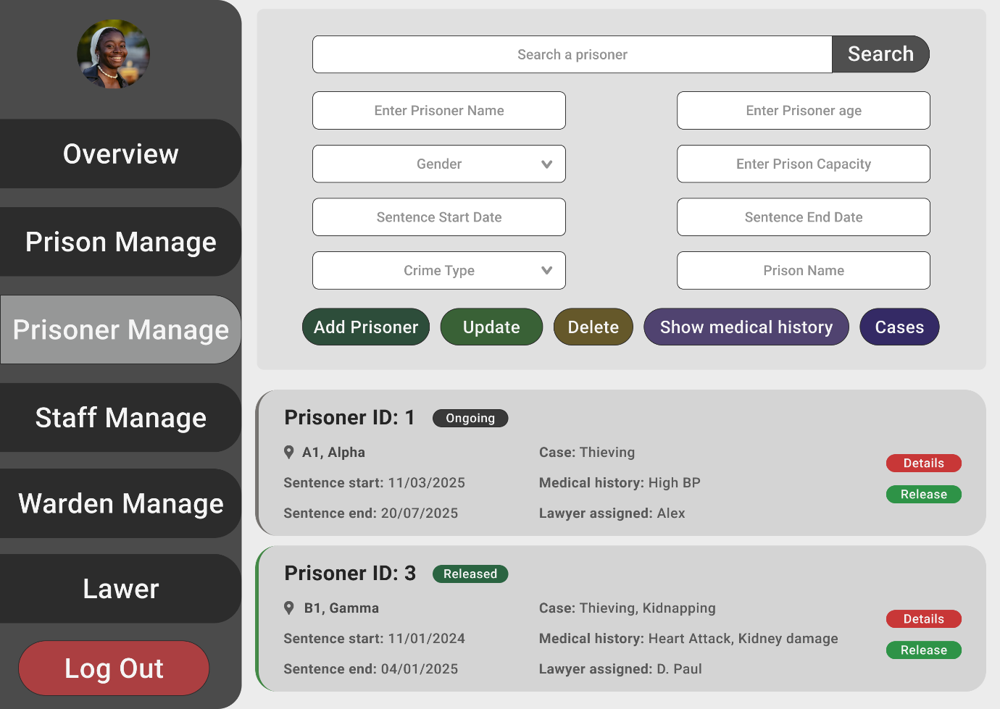 Overview
Prison Manage
Prisoner Manage
Staff Manage
Warden Manage
Lawer
Log Out
Search a prisoner
Search
Enter Prisoner Name
Enter Prisoner age
Gender
Enter Prison Capacity
Sentence Start Date
Sentence End Date
Crime Type
Prison Name
Add Prisoner
Update
Delete
Show medical history
Cases
Prisoner ID: 1
Ongoing
A1, Alpha
Case: Thieving
Sentence start: 11/03/2025
Medical history: High BP
Sentence end: 20/07/2025
Lawyer assigned: Alex
Details
Release
Prisoner ID: 3
Released
B1, Gamma
Case: Thieving, Kidnapping
Sentence start: 11/01/2024
Medical history: Heart Attack, Kidney damage
Sentence end: 04/01/2025
Lawyer assigned: D. Paul
Details
Release